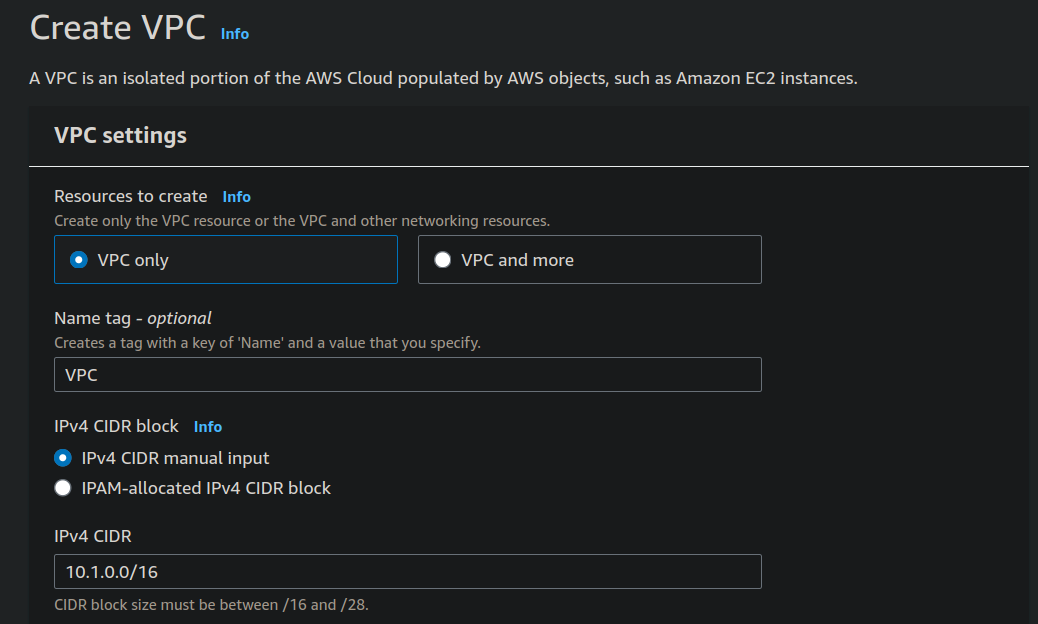 Create VPC Info
A VPC is an isolated portion of the AWS Cloud populated by AWS objects, such as Amazon EC2 instances.
VPC settings
Resources to create Info
Create only the VPC resource or the VPC and other networking resources.
VPC only VPC and more
Name tag - optional
Creates a tag with a key of 'Name' and a value that you specify.
VPC
IPv4 CIDR block Info
IPv4 CIDR manual input
IPAM-allocated IPv4 CIDR block
IPv4 CIDR
10.1.0.0/16
CIDR block size must be between /16 and /28.